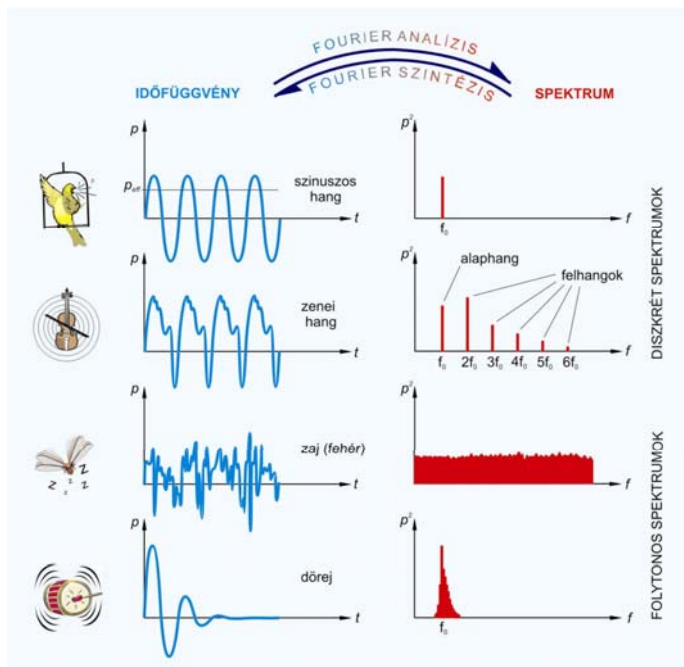 FOURIER ANALÍZIS
FOURIER SZINTÉZIS
IDŐFÜGGVÉNY
SPEKTRUM
p
p_eff
t
szinuszos
hang
p²
f₀
f
p
t
zenei
hang
p²
alaphang
felhangok
f₀ 2f₀ 3f₀ 4f₀ 5f₀ 6f₀
f
DISZKRÉT SPEKTRUMOK
z
z z z
p
t
zaj (fehér)
p²
f
p
t
dörej
p²
f₀
f
FOLYTONOS SPEKTRUMOK